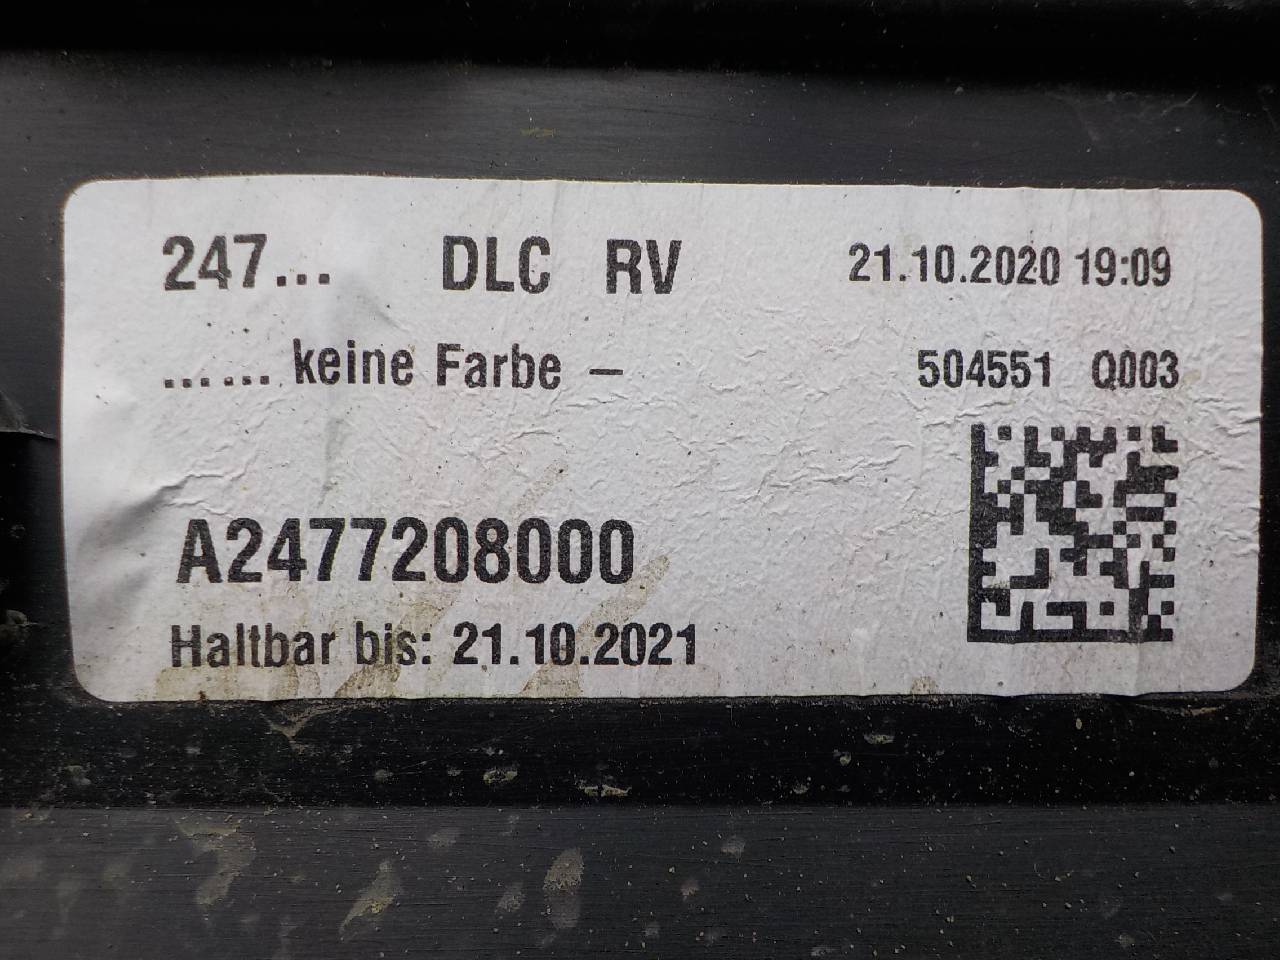 247... DLC RV 21.10.2020 19:09
...... keine Farbe – 504551 Q003
A2477208000
Haltbar bis: 21.10.2021